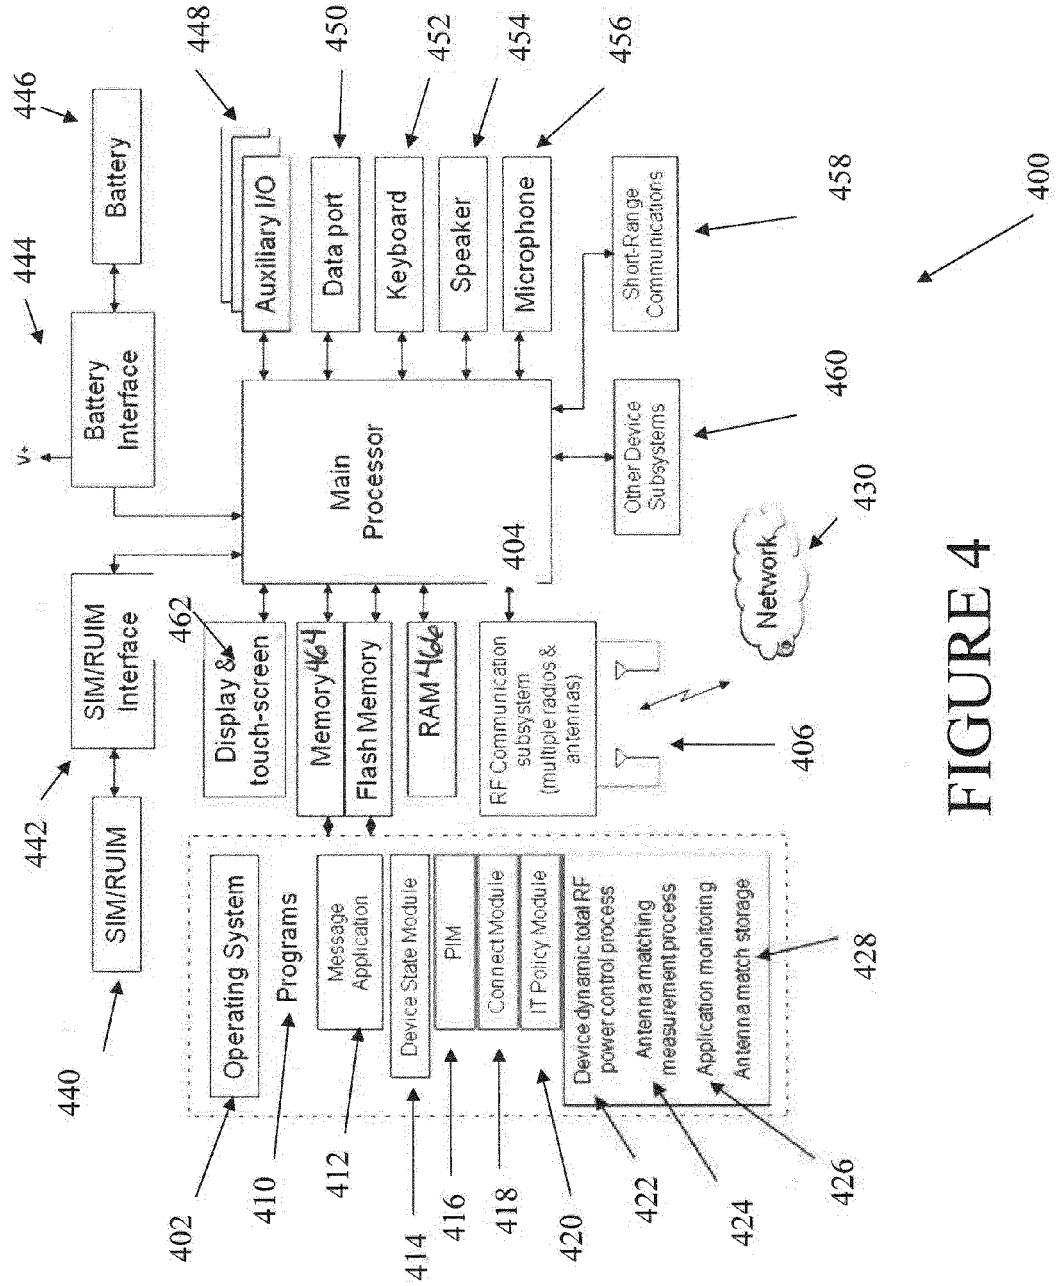 440
SIM/RUIM
442
SIM/RUIM
Interface
V+
444
Battery
Interface
446
Battery
402
Operating System
410
Programs
412
Message
Application
414
Device State Module
416
PIM
418
Connect Module
420
IT Policy Module
422
Device dynamic total RF
power control process
424
Antenna matching
measurement process
426
Application monitoring
428
Antenna match storage
462
Display &
touch-screen
Memory 464
Flash Memory
RAM 466
RF Communication
subsystem
(multiple radios &
antennas)
406
Network
430
Main
Processor
404
448
Auxiliary I/O
450
Data port
452
Keyboard
454
Speaker
456
Microphone
458
Short-Range
Communications
460
Other Device
Subsystems
400
FIGURE 4